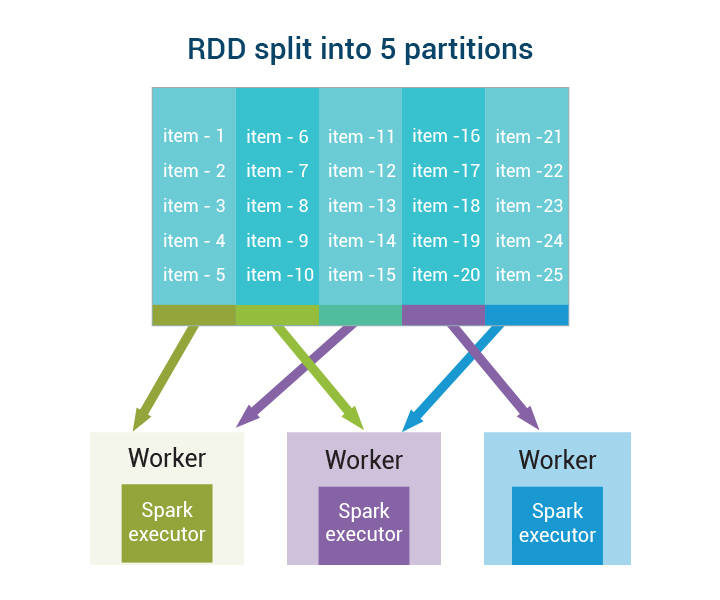 RDD split into 5 partitions
item - 1 item - 6 item -11 item -16 item -21
item - 2 item - 7 item -12 item -17 item -22
item - 3 item - 8 item -13 item -18 item -23
item - 4 item - 9 item -14 item -19 item -24
item - 5 item -10 item -15 item -20 item -25
Worker Worker Worker
Spark Spark Spark
executor executor executor